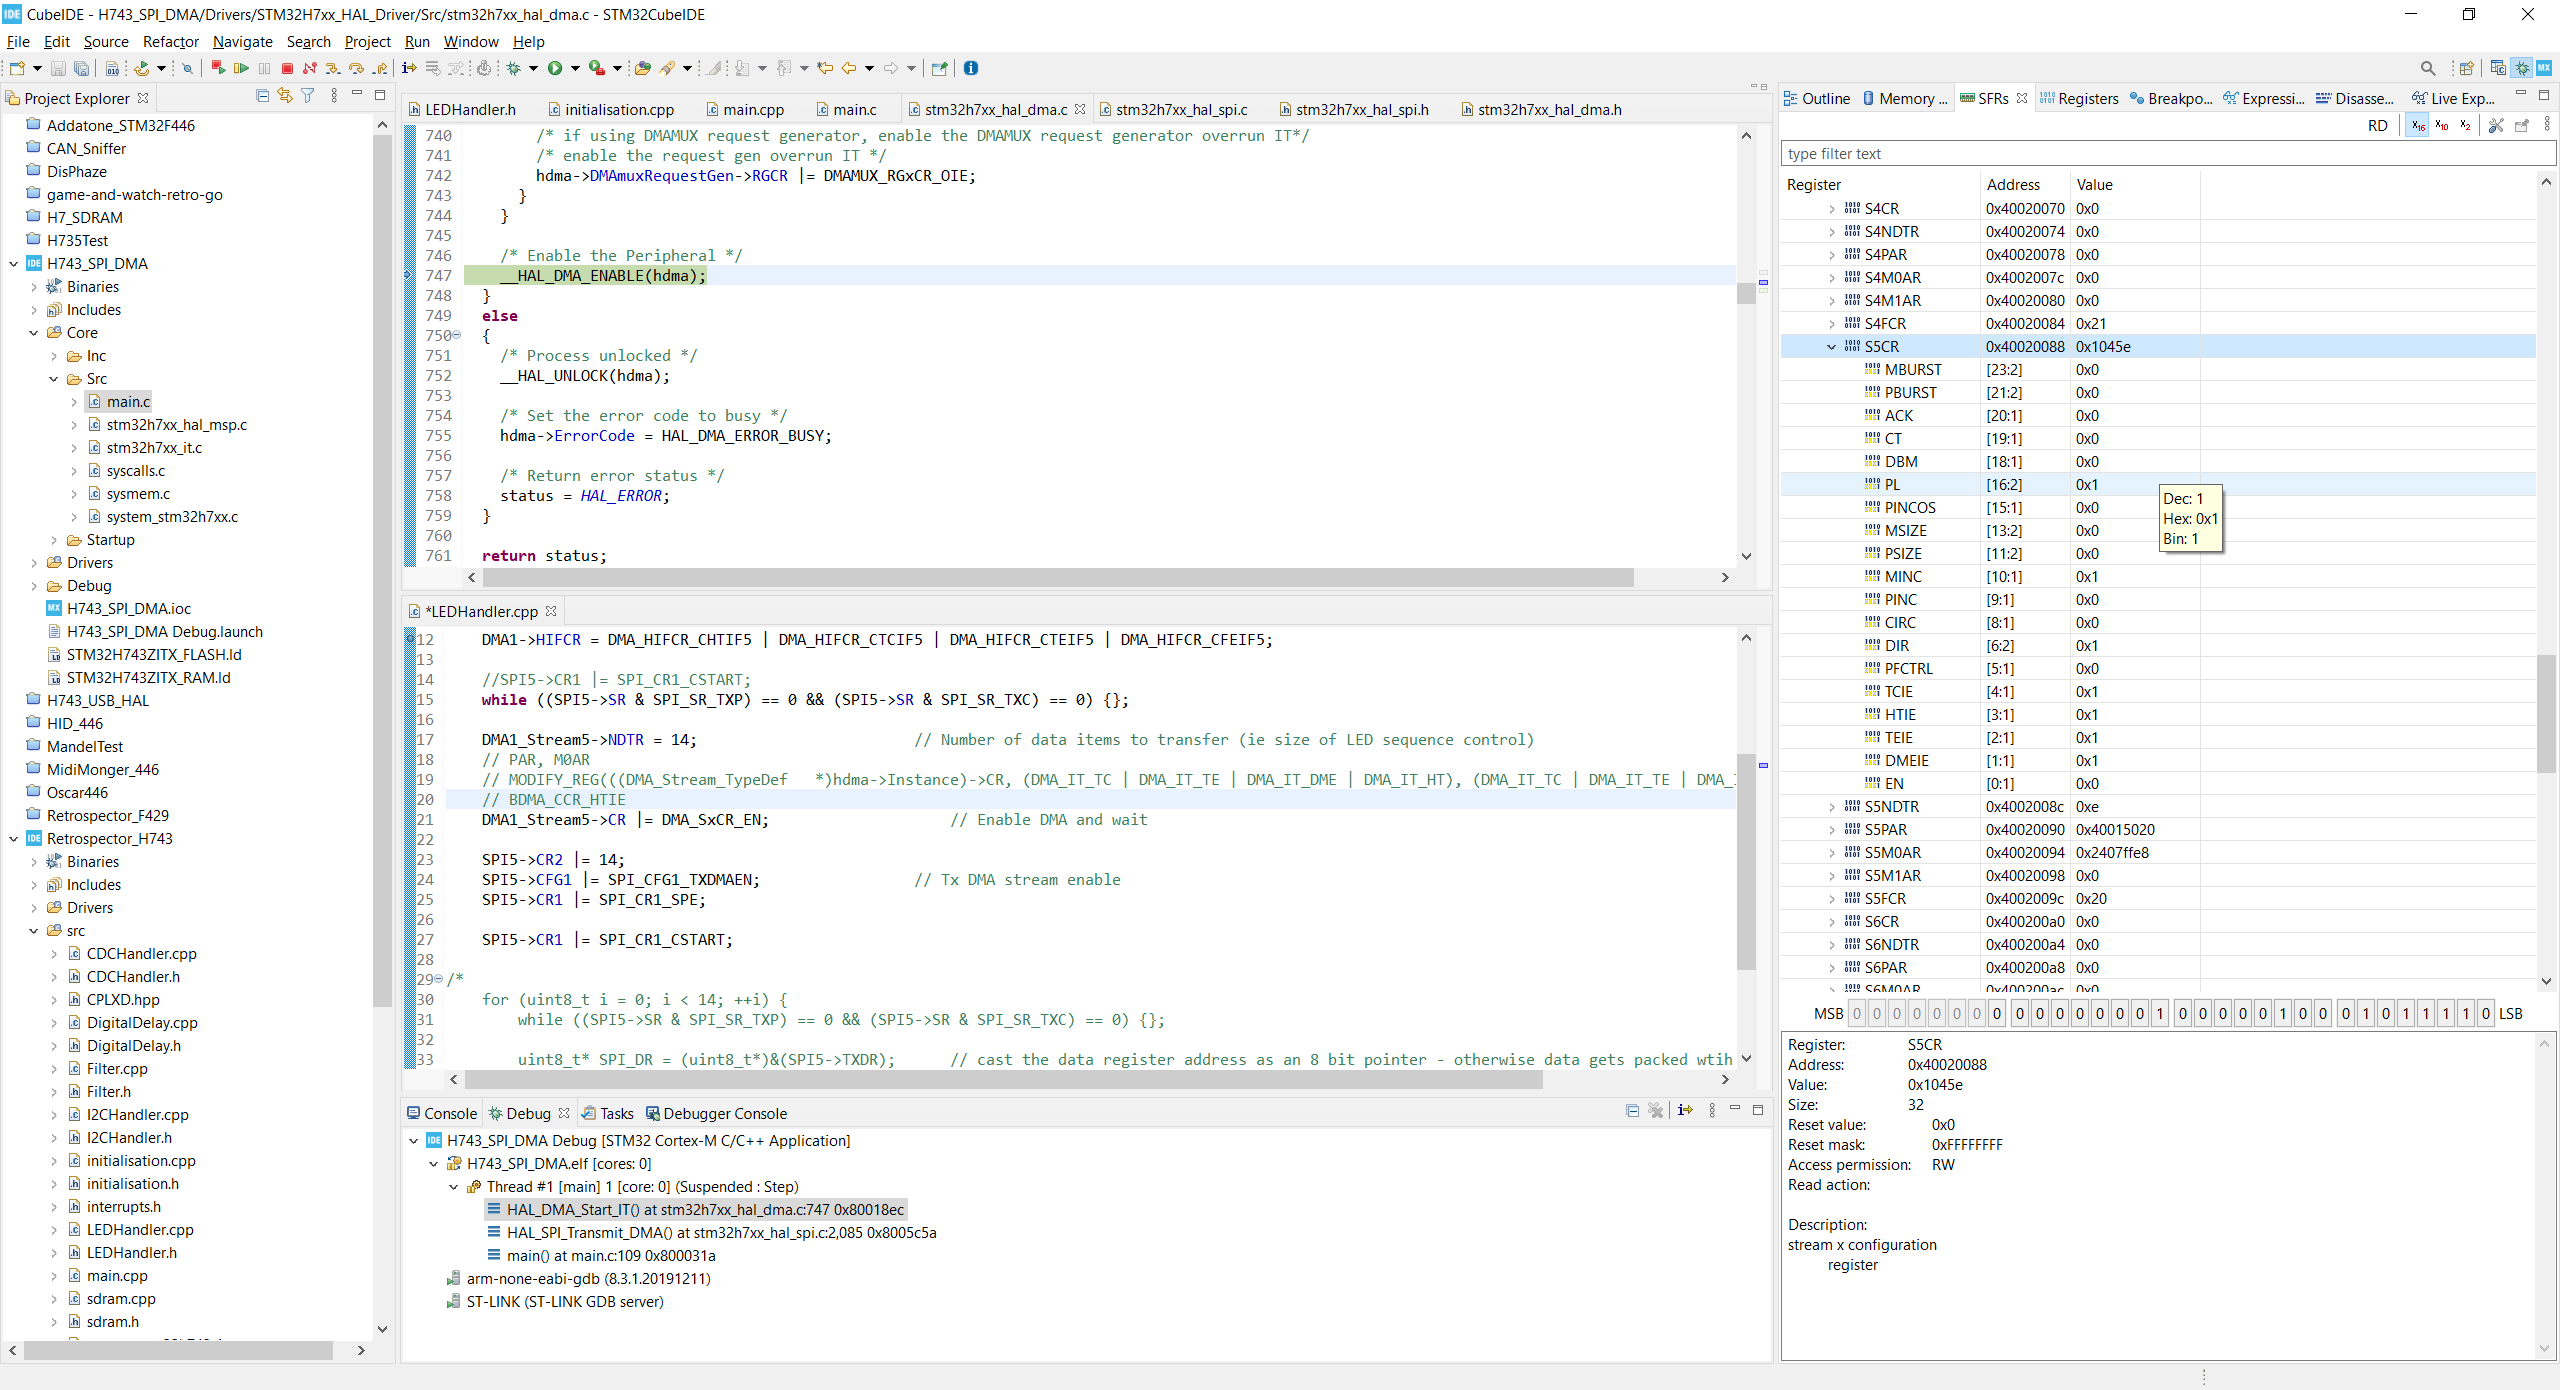 CubeIDE - H743_SPI_DMA/Drivers/STM32H7xx_HAL_Driver/Src/stm32h7xx_hal_dma.c - STM32CubeIDE
File Edit Source Refactor Navigate Search Project Run Window Help
Project Explorer
Addatone_STM32F446
CAN_Sniffer
DisPhaze
game-and-watch-retro-go
H7_SDRAM
H735Test
H743_SPI_DMA
Binaries
Includes
Core
Inc
Src
main.c
stm32h7xx_hal_msp.c
stm32h7xx_it.c
syscalls.c
sysmem.c
system_stm32h7xx.c
Startup
Drivers
Debug
H743_SPI_DMA.ioc
H743_SPI_DMA Debug.launch
STM32H743ZITX_FLASH.ld
STM32H743ZITX_RAM.ld
H743_USB_HAL
HID_446
MandelTest
MidiMonger_446
Oscar446
Retrospector_F429
Retrospector_H743
Binaries
Includes
Drivers
src
CDCHandler.cpp
CDCHandler.h
CPLXD.hpp
DigitalDelay.cpp
DigitalDelay.h
Filter.cpp
Filter.h
I2CHandler.cpp
I2CHandler.h
initialisation.cpp
initialisation.h
interrupts.h
LEDHandler.cpp
LEDHandler.h
main.cpp
sdram.cpp
sdram.h
LEDHandler.h initialisation.cpp main.cpp main.c stm32h7xx_hal_dma.c stm32h7xx_hal_spi.c stm32h7xx_hal_spi.h stm32h7xx_hal_dma.h
740 /* if using DMAMUX request generator, enable the DMAMUX request generator overrun IT*/
741 /* enable the request gen overrun IT */
742 hdma->DMAmuxRequestGen->RGCR |= DMAMUX_RGxCR_OIE;
743 }
744 }
745
746 /* Enable the Peripheral */
747 __HAL_DMA_ENABLE(hdma);
748 }
749 else
750 {
751 /* Process unlocked */
752 __HAL_UNLOCK(hdma);
753
754 /* Set the error code to busy */
755 hdma->ErrorCode = HAL_DMA_ERROR_BUSY;
756
757 /* Return error status */
758 status = HAL_ERROR;
759 }
760
761 return status;
*LEDHandler.cpp
12 DMA1->HIFCR = DMA_HIFCR_CHTIF5 | DMA_HIFCR_CTCIF5 | DMA_HIFCR_CTEIF5 | DMA_HIFCR_CFEIF5;
13
14 //SPI5->CR1 |= SPI_CR1_CSTART;
15 while ((SPI5->SR & SPI_SR_TXP) == 0 && (SPI5->SR & SPI_SR_TXC) == 0) {};
16
17 DMA1_Stream5->NDTR = 14; // Number of data items to transfer (ie size of LED sequence control)
18 // PAR, M0AR
19 // MODIFY_REG(((DMA_Stream_TypeDef *)hdma->Instance)->CR, (DMA_IT_TC | DMA_IT_TE | DMA_IT_DME | DMA_IT_HT), (DMA_IT_TC | DMA_IT_TE | DMA_
20 // BDMA_CCR_HTIE
21 DMA1_Stream5->CR |= DMA_SxCR_EN; // Enable DMA and wait
22
23 SPI5->CR2 |= 14;
24 SPI5->CFG1 |= SPI_CFG1_TXDMAEN; // Tx DMA stream enable
25 SPI5->CR1 |= SPI_CR1_SPE;
26
27 SPI5->CR1 |= SPI_CR1_CSTART;
28
29 /*
30 for (uint8_t i = 0; i < 14; ++i) {
31 while ((SPI5->SR & SPI_SR_TXP) == 0 && (SPI5->SR & SPI_SR_TXC) == 0) {};
32
33 uint8_t* SPI_DR = (uint8_t*)&(SPI5->TXDR); // cast the data register address as an 8 bit pointer - otherwise data gets packed wtih
Console Debug Tasks Debugger Console
H743_SPI_DMA Debug [STM32 Cortex-M C/C++ Application]
H743_SPI_DMA.elf [cores: 0]
Thread #1 [main] 1 [core: 0] (Suspended : Step)
HAL_DMA_Start_IT() at stm32h7xx_hal_dma.c:747 0x80018ec
HAL_SPI_Transmit_DMA() at stm32h7xx_hal_spi.c:2,085 0x8005c5a
main() at main.c:109 0x800031a
arm-none-eabi-gdb (8.3.1.20191211)
ST-LINK (ST-LINK GDB server)
Outline Memory ... SFRs Registers Breakpo... Expressi... Disasse... Live Exp...
RD X16 X10 X2
type filter text
Register Address Value
S4CR 0x40020070 0x0
S4NDTR 0x40020074 0x0
S4PAR 0x40020078 0x0
S4M0AR 0x4002007c 0x0
S4M1AR 0x40020080 0x0
S4FCR 0x40020084 0x21
S5CR 0x40020088 0x1045e
MBURST [23:2] 0x0
PBURST [21:2] 0x0
ACK [20:1] 0x0
CT [19:1] 0x0
DBM [18:1] 0x0
PL [16:2] 0x1
PINCOS [15:1] 0x0
MSIZE [13:2] 0x0
PSIZE [11:2] 0x0
MINC [10:1] 0x1
PINC [9:1] 0x0
CIRC [8:1] 0x0
DIR [6:2] 0x1
PFCTRL [5:1] 0x0
TCIE [4:1] 0x1
HTIE [3:1] 0x1
TEIE [2:1] 0x1
DMEIE [1:1] 0x1
EN [0:1] 0x0
S5NDTR 0x4002008c 0xe
S5PAR 0x40020090 0x40015020
S5M0AR 0x40020094 0x2407ffe8
S5M1AR 0x40020098 0x0
S5FCR 0x4002009c 0x20
S6CR 0x400200a0 0x0
S6NDTR 0x400200a4 0x0
S6PAR 0x400200a8 0x0
S6M0AR 0x400200ac 0x0
Dec: 1
Hex: 0x1
Bin: 1
MSB 0 0 0 0 0 0 0 0 0 0 0 0 0 0 0 1 0 0 0 0 0 1 0 0 0 1 0 1 1 1 1 0 LSB
Register: S5CR
Address: 0x40020088
Value: 0x1045e
Size: 32
Reset value: 0x0
Reset mask: 0xFFFFFFFF
Access permission: RW
Read action:
Description:
stream x configuration
register